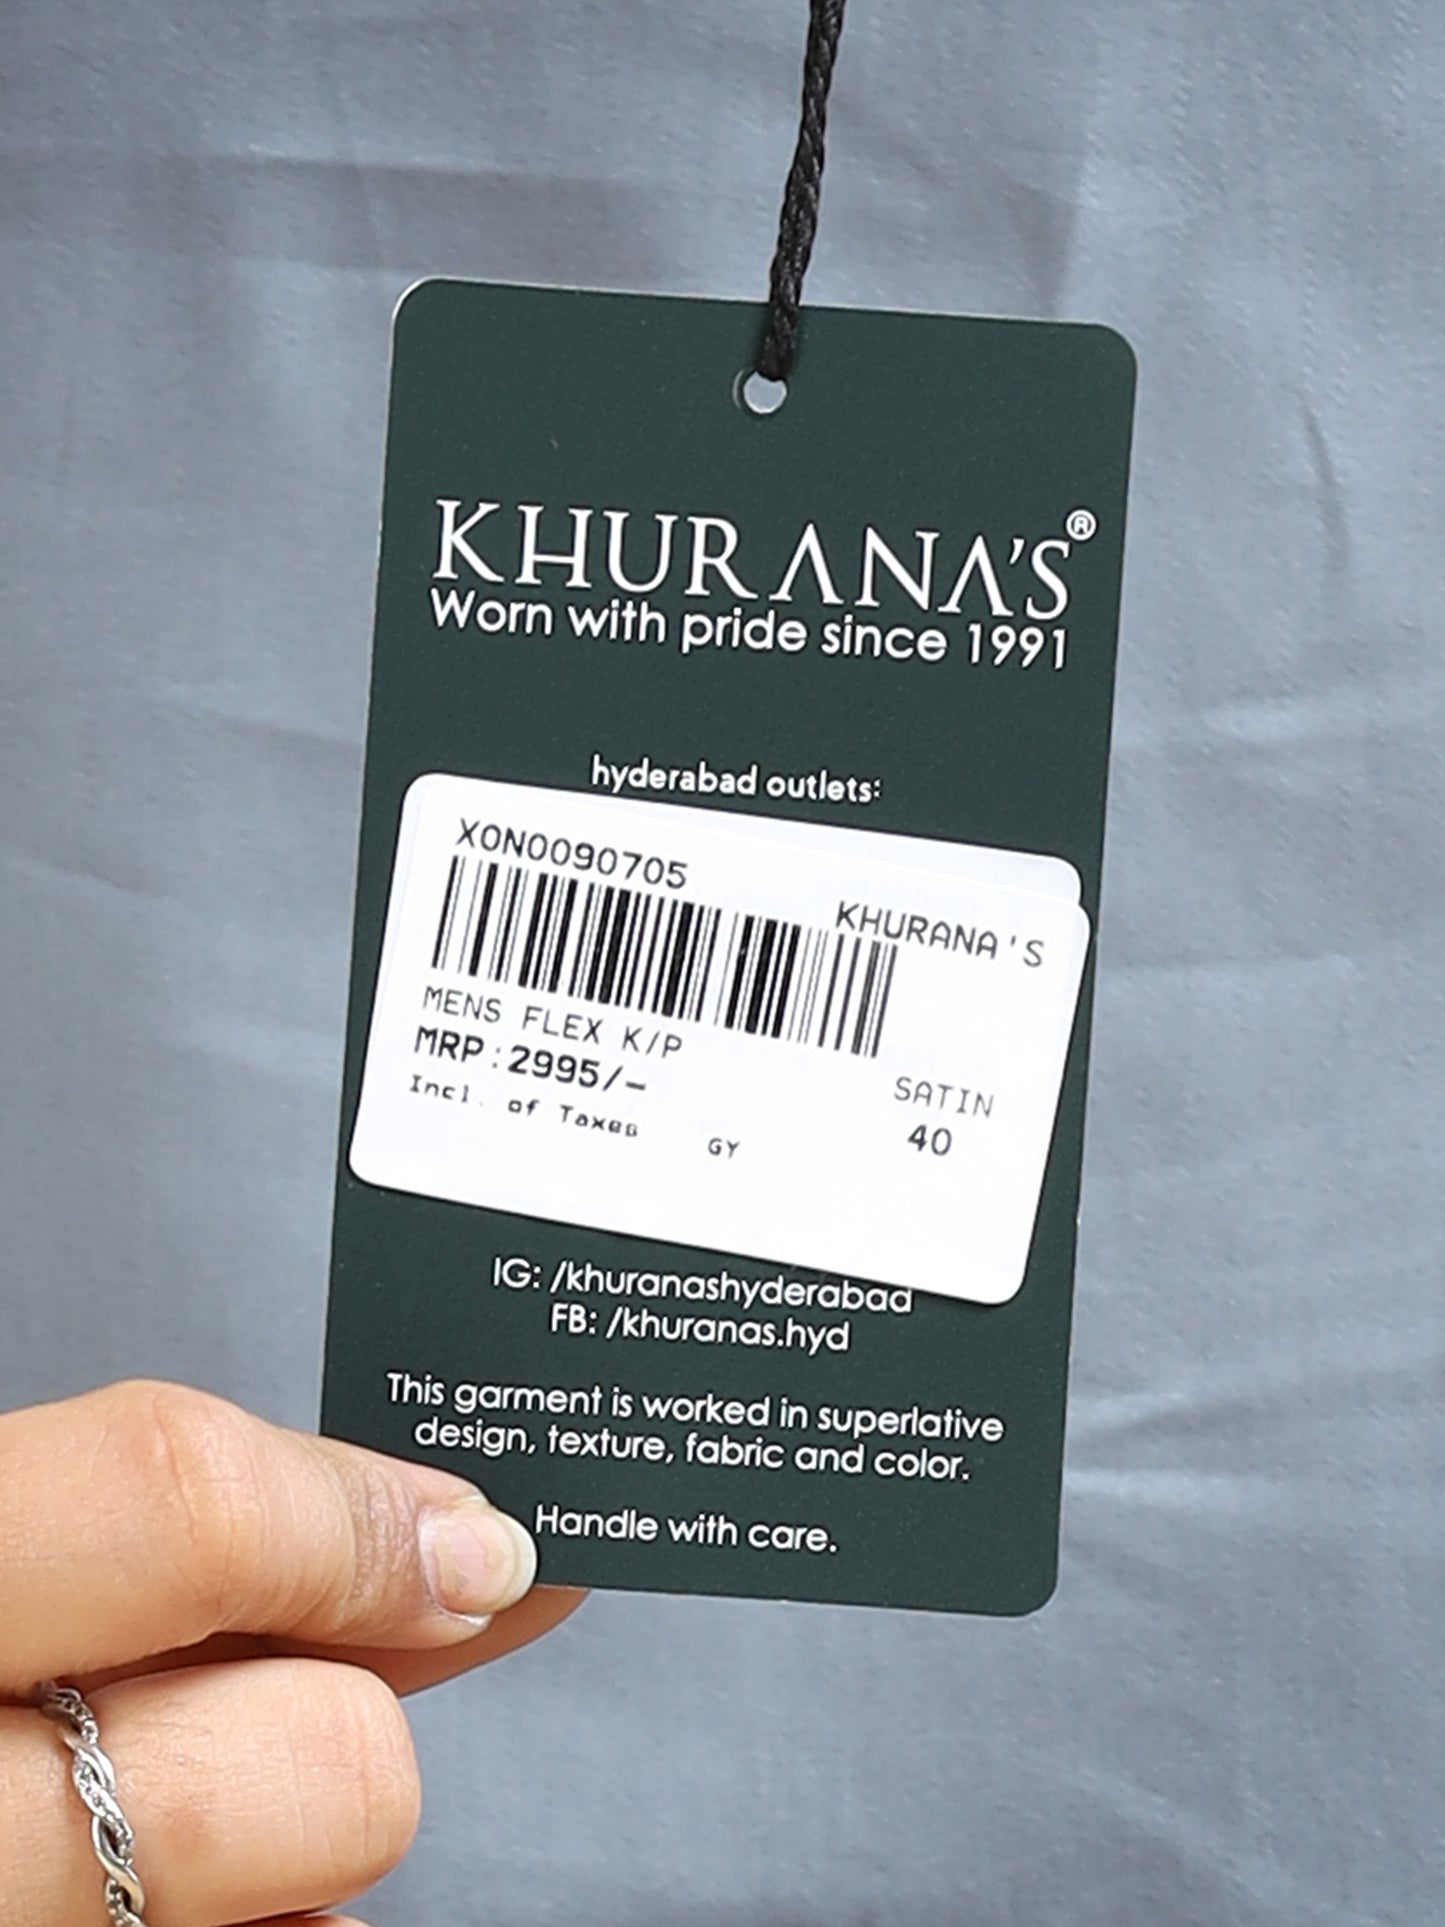 KHURANA'S®
Worn with pride since 1991
hyderabad outlets:
XON0090705
KHURANA'S
MENS FLEX K/P
MRP:2995/-
SATIN
Incl. of Taxes GY 40
IG: /khuranashyderabad
FB: /khuranas.hyd
This garment is worked in superlative
design, texture, fabric and color.
Handle with care.